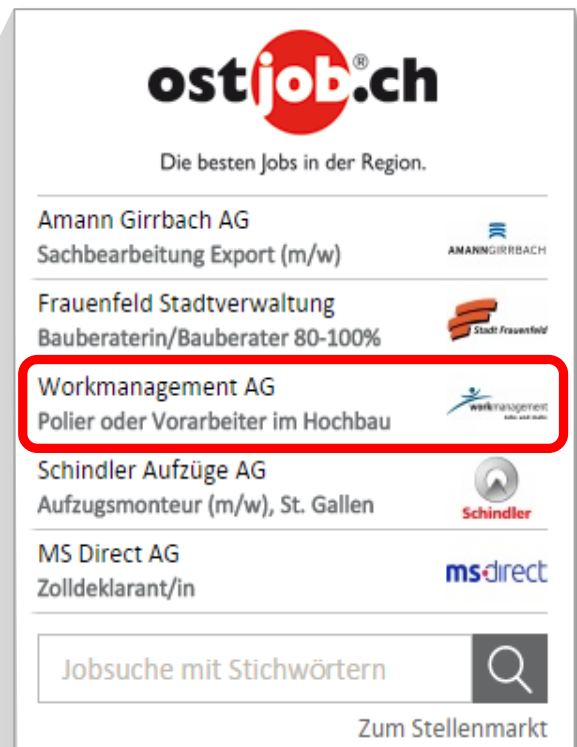 ostjob®.ch
Die besten Jobs in der Region.
Amann Girrbach AG
Sachbearbeitung Export (m/w)
AMANNGIRRBACH
Frauenfeld Stadtverwaltung
Bauberaterin/Bauberater 80-100%
Stadt Frauenfeld
Workmanagement AG
Polier oder Vorarbeiter im Hochbau
workmanagement
Schindler Aufzüge AG
Aufzugsmonteur (m/w), St. Gallen
Schindler
MS Direct AG
Zolldeklarant/in
ms direct
Jobsuche mit Stichwörtern
Zum Stellenmarkt